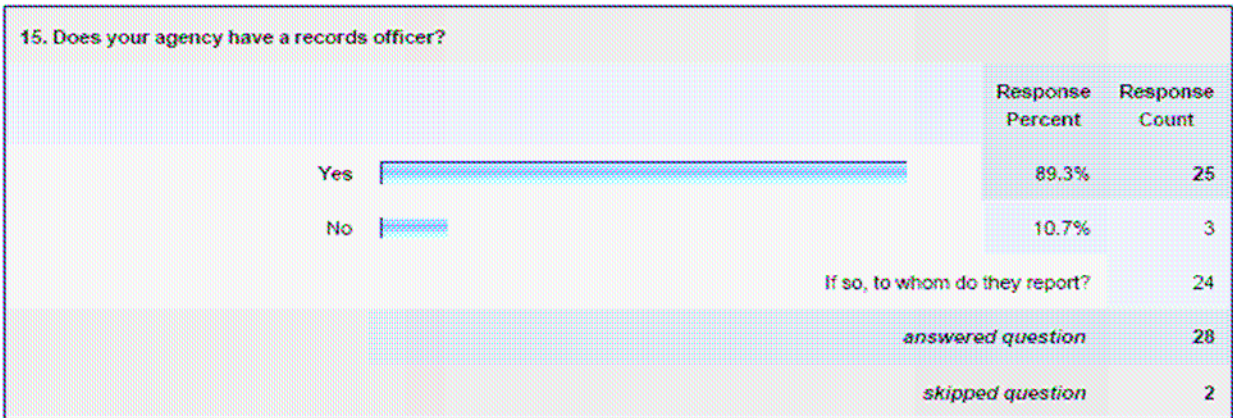 15. Does your agency have a records officer?
Response Percent
Response Count
Yes 89.3% 25
No 10.7% 3
If so, to whom do they report? 24
answered question 28
skipped question 2